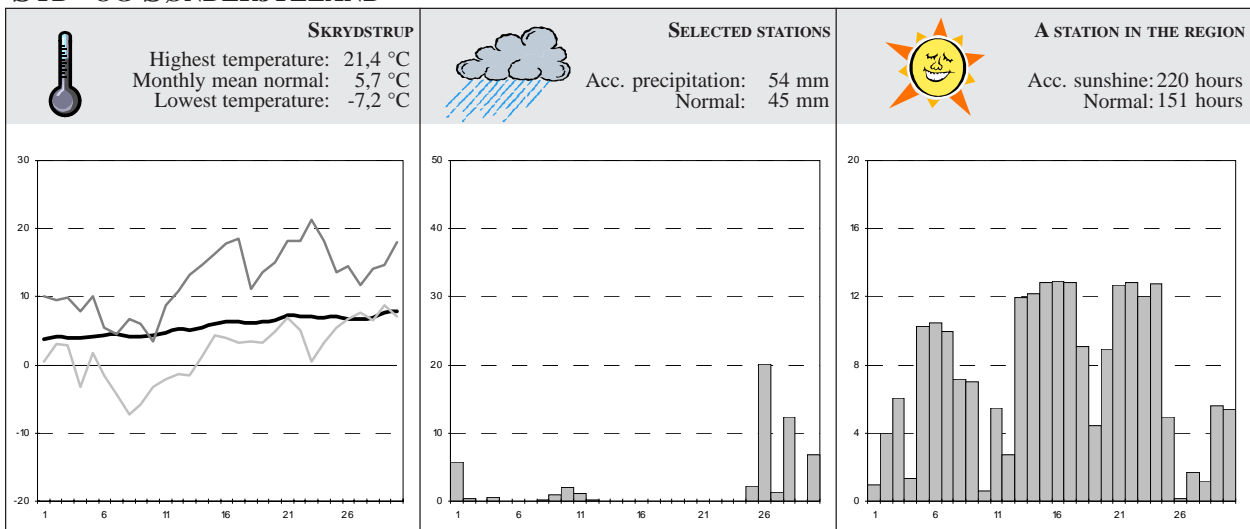 SKRYDSTRUP
Highest temperature: 21,4 °C
Monthly mean normal: 5,7 °C
Lowest temperature: -7,2 °C
SELECTED STATIONS
Acc. precipitation: 54 mm
Normal: 45 mm
A STATION IN THE REGION
Acc. sunshine: 220 hours
Normal: 151 hours
30
20
10
0
-10
-20
1 6 11 16 21 26
50
40
30
20
10
0
1 6 11 16 21 26
20
16
12
8
4
0
1 6 11 16 21 26